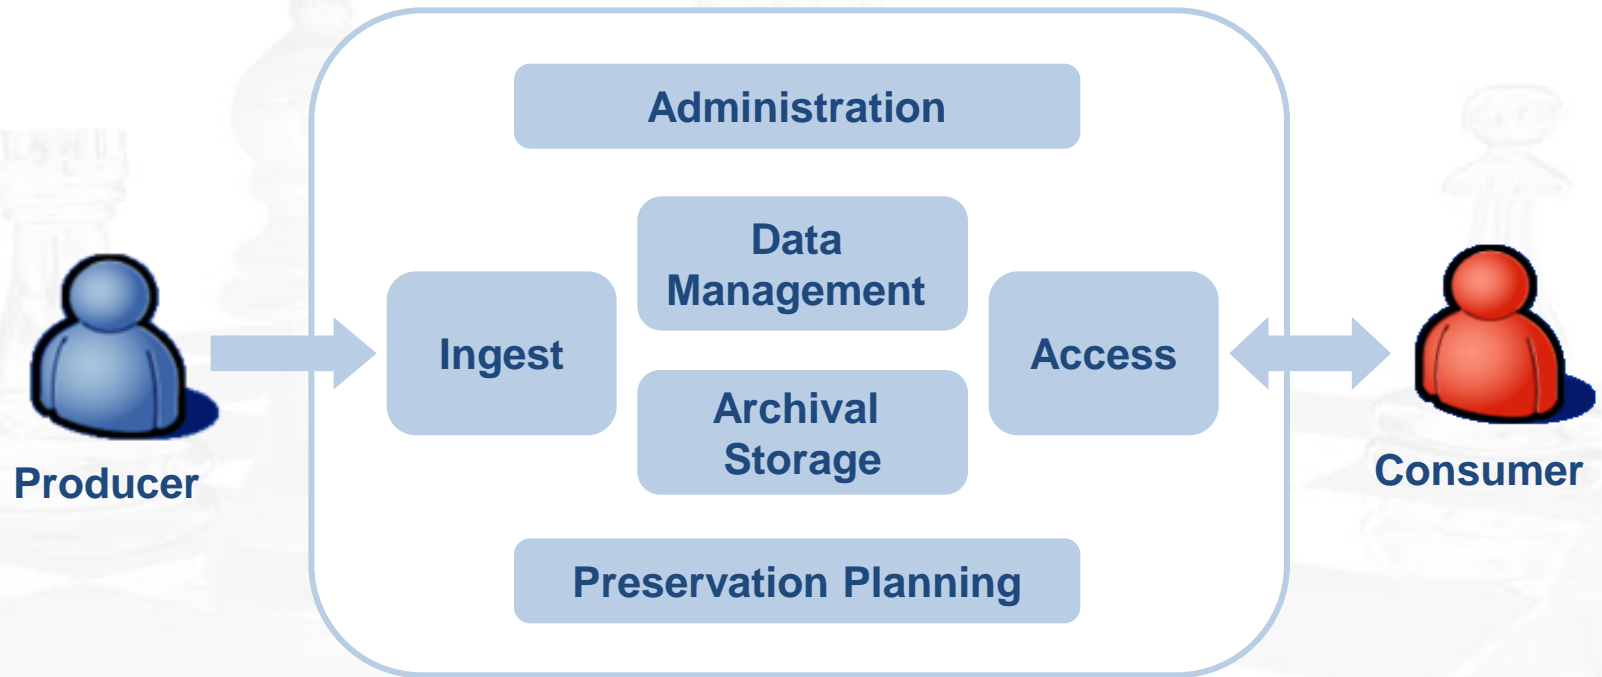 Administration
Data
Management
Ingest
Access
Archival
Storage
Producer
Consumer
Preservation Planning